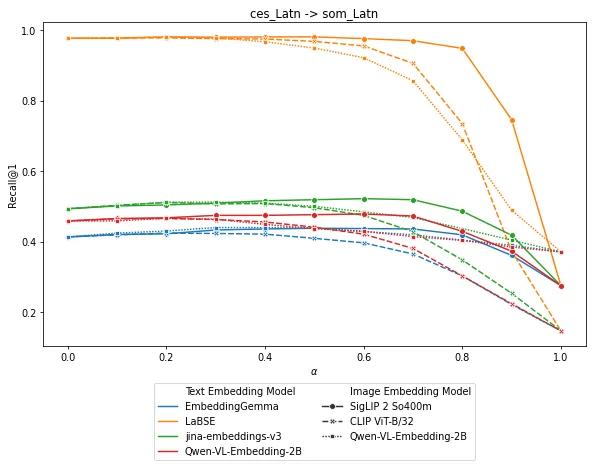 ces_Latn -> som_Latn
Recall@1
1.0
0.8
0.6
0.4
0.2
0.0 0.2 0.4 0.6 0.8 1.0
α
Text Embedding Model Image Embedding Model
EmbeddingGemma SigLIP 2 So400m
LaBSE CLIP ViT-B/32
jina-embeddings-v3 Qwen-VL-Embedding-2B
Qwen-VL-Embedding-2B